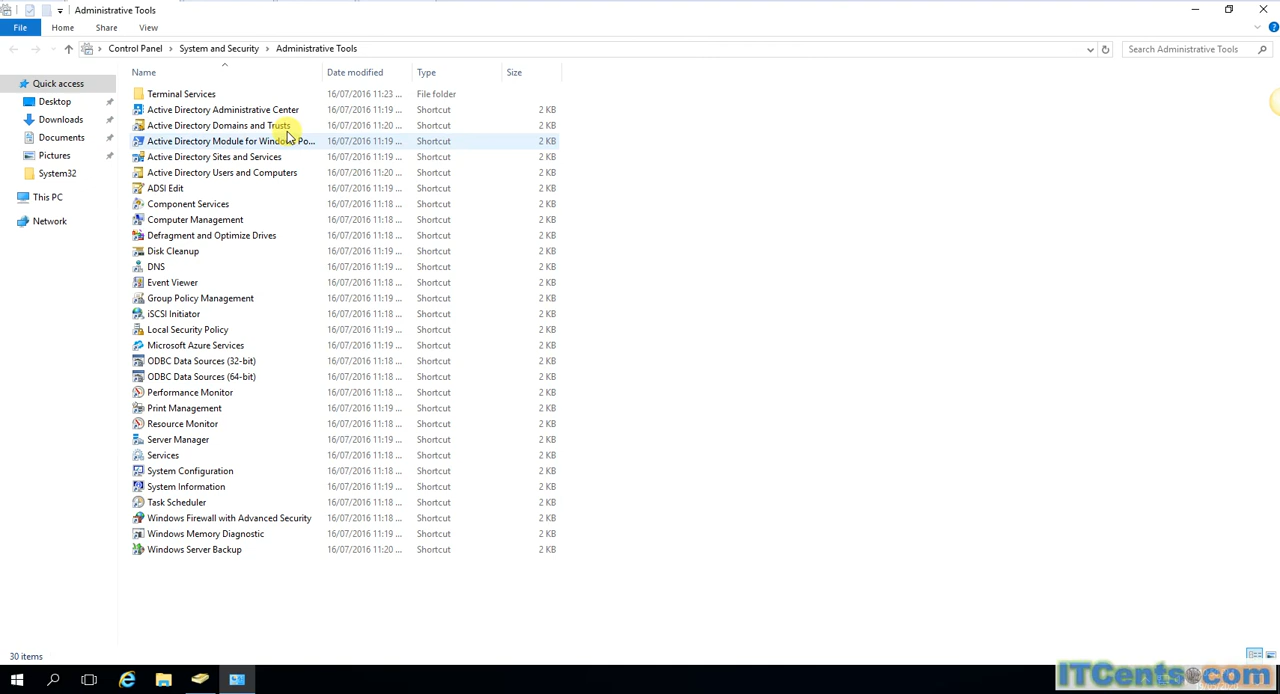 Administrative Tools
File Home Share View
Control Panel System and Security Administrative Tools Search Administrative Tools
Name Date modified Type Size
Quick access
Desktop
Downloads
Documents
Pictures
System32
This PC
Network
Terminal Services 16/07/2016 11:23 ... File folder
Active Directory Administrative Center 16/07/2016 11:19 ... Shortcut 2 KB
Active Directory Domains and Trusts 16/07/2016 11:20 ... Shortcut 2 KB
Active Directory Module for Windows Po... 16/07/2016 11:19 ... Shortcut 2 KB
Active Directory Sites and Services 16/07/2016 11:19 ... Shortcut 2 KB
Active Directory Users and Computers 16/07/2016 11:20 ... Shortcut 2 KB
ADSI Edit 16/07/2016 11:19 ... Shortcut 2 KB
Component Services 16/07/2016 11:18 ... Shortcut 2 KB
Computer Management 16/07/2016 11:19 ... Shortcut 2 KB
Defragment and Optimize Drives 16/07/2016 11:18 ... Shortcut 2 KB
Disk Cleanup 16/07/2016 11:19 ... Shortcut 2 KB
DNS 16/07/2016 11:19 ... Shortcut 2 KB
Event Viewer 16/07/2016 11:18 ... Shortcut 2 KB
Group Policy Management 16/07/2016 11:19 ... Shortcut 2 KB
iSCSI Initiator 16/07/2016 11:18 ... Shortcut 2 KB
Local Security Policy 16/07/2016 11:19 ... Shortcut 2 KB
Microsoft Azure Services 16/07/2016 11:19 ... Shortcut 2 KB
ODBC Data Sources (32-bit) 16/07/2016 11:18 ... Shortcut 2 KB
ODBC Data Sources (64-bit) 16/07/2016 11:18 ... Shortcut 2 KB
Performance Monitor 16/07/2016 11:18 ... Shortcut 2 KB
Print Management 16/07/2016 11:19 ... Shortcut 2 KB
Resource Monitor 16/07/2016 11:18 ... Shortcut 2 KB
Server Manager 16/07/2016 11:19 ... Shortcut 2 KB
Services 16/07/2016 11:18 ... Shortcut 2 KB
System Configuration 16/07/2016 11:18 ... Shortcut 2 KB
System Information 16/07/2016 11:19 ... Shortcut 2 KB
Task Scheduler 16/07/2016 11:18 ... Shortcut 2 KB
Windows Firewall with Advanced Security 16/07/2016 11:18 ... Shortcut 2 KB
Windows Memory Diagnostic 16/07/2016 11:19 ... Shortcut 2 KB
Windows Server Backup 16/07/2016 11:20 ... Shortcut 2 KB
30 items
ITCents.com